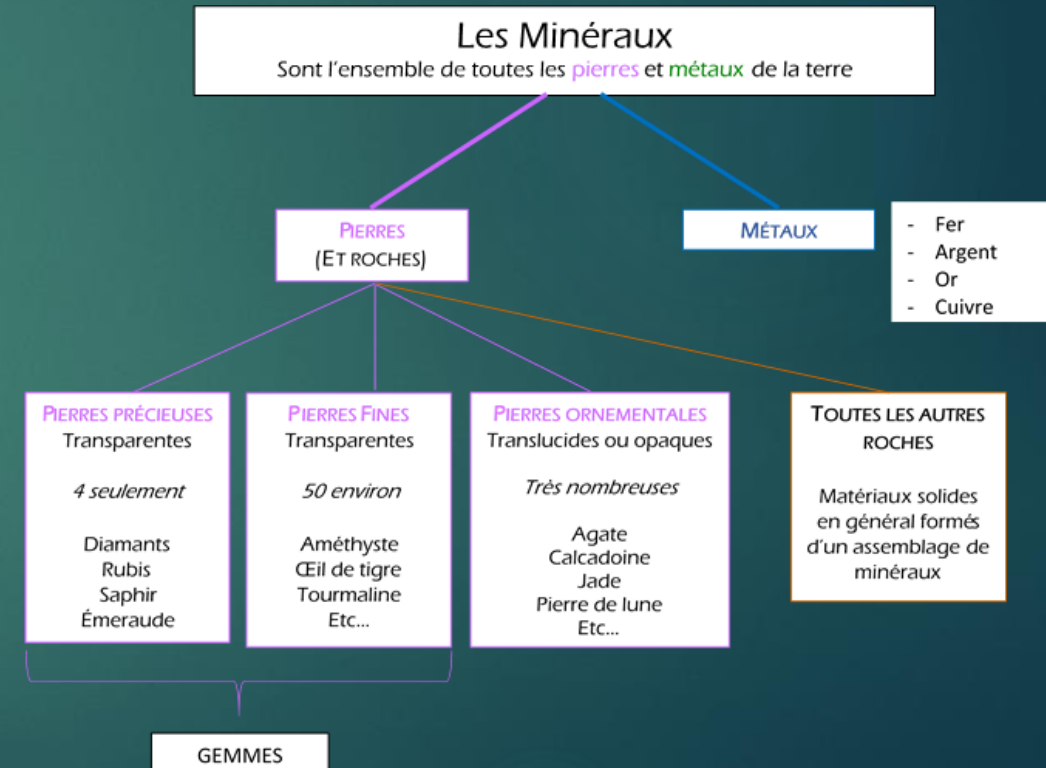 Les Minéraux
Sont l'ensemble de toutes les pierres et métaux de la terre
PIERRES
(ET ROCHES)
MÉTAUX
- Fer
- Argent
- Or
- Cuivre
PIERRES PRÉCIEUSES
Transparentes
4 seulement
Diamants
Rubis
Saphir
Émeraude
PIERRES FINES
Transparentes
50 environ
Améthyste
Œil de tigre
Tourmaline
Etc...
PIERRES ORNEMENTALES
Translucides ou opaques
Très nombreuses
Agate
Calcadoine
Jade
Pierre de lune
Etc...
TOUTES LES AUTRES
ROCHES
Matériaux solides
en général formés
d'un assemblage de
minéraux
GEMMES